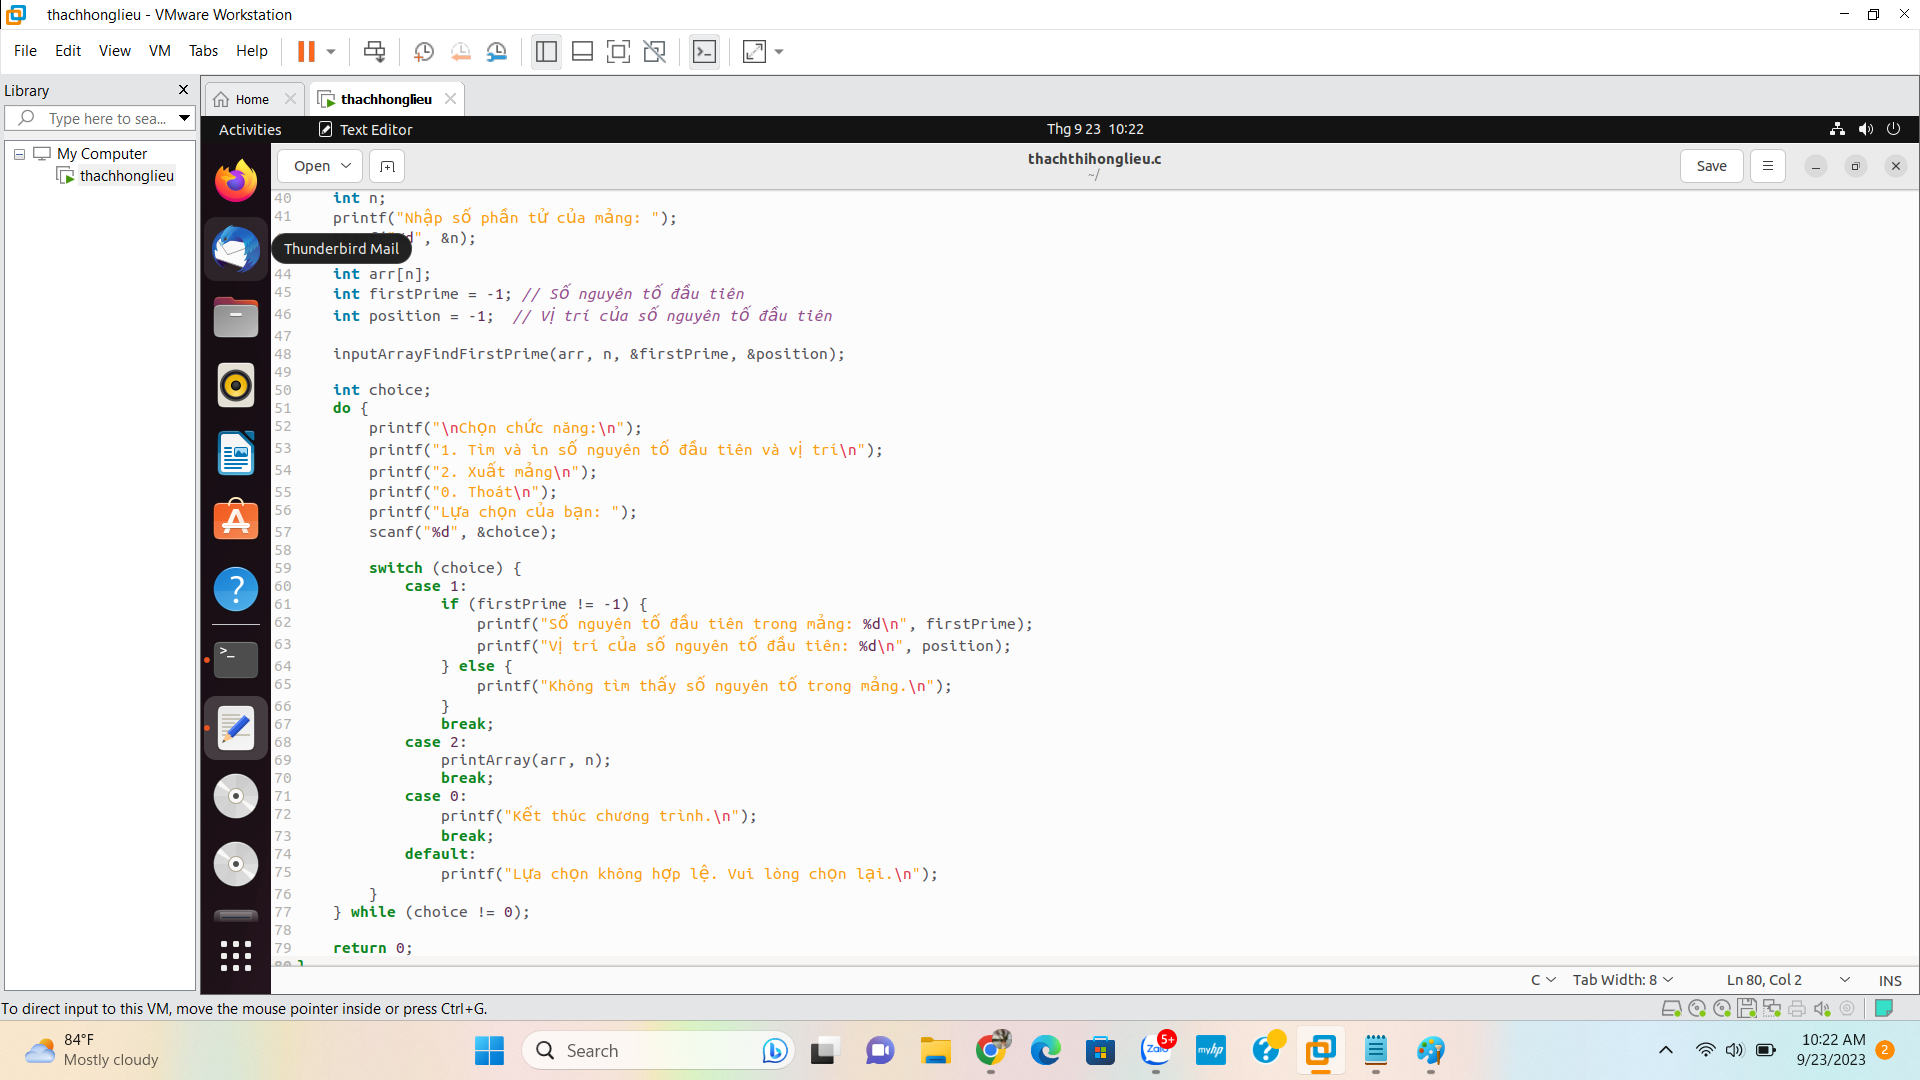 thachhonglieu - VMware Workstation
File Edit View VM Tabs Help
Library
Type here to sea...
My Computer
thachhonglieu
Home
thachhonglieu
Activities
Text Editor
Thg 9 23 10:22
Open
thachthihonglieu.c
~/
Save
40 int n;
41 printf("Nhập số phần tử của mảng: ");
d", &n);
Thunderbird Mail
44 int arr[n];
45 int firstPrime = -1; // Số nguyên tố đầu tiên
46 int position = -1; // Vị trí của số nguyên tố đầu tiên
47
48 inputArrayFindFirstPrime(arr, n, &firstPrime, &position);
49
50 int choice;
51 do {
52 printf("\nChọn chức năng:\n");
53 printf("1. Tìm và in số nguyên tố đầu tiên và vị trí\n");
54 printf("2. Xuất mảng\n");
55 printf("0. Thoát\n");
56 printf("Lựa chọn của bạn: ");
57 scanf("%d", &choice);
58
59 switch (choice) {
60 case 1:
61 if (firstPrime != -1) {
62 printf("Số nguyên tố đầu tiên trong mảng: %d\n", firstPrime);
63 printf("Vị trí của số nguyên tố đầu tiên: %d\n", position);
64 } else {
65 printf("Không tìm thấy số nguyên tố trong mảng.\n");
66 }
67 break;
68 case 2:
69 printArray(arr, n);
70 break;
71 case 0:
72 printf("Kết thúc chương trình.\n");
73 break;
74 default:
75 printf("Lựa chọn không hợp lệ. Vui lòng chọn lại.\n");
76 }
77 } while (choice != 0);
78
79 return 0;
80 }
C Tab Width: 8 Ln 80, Col 2 INS
To direct input to this VM, move the mouse pointer inside or press Ctrl+G.
84°F
Mostly cloudy
Search
Zalo
5+
myhp
10:22 AM
9/23/2023
2